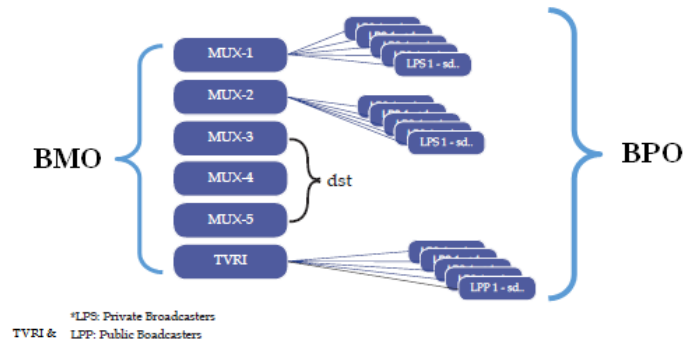 MUX-1
LPS 1 - sd..
MUX-2
LPS 1 - sd..
MUX-3
BMO
MUX-4
dst
BPO
MUX-5
TVRI
LPP 1 - sd..
*LPS: Private Broadcasters
TVRI & LPP: Public Boadcasters